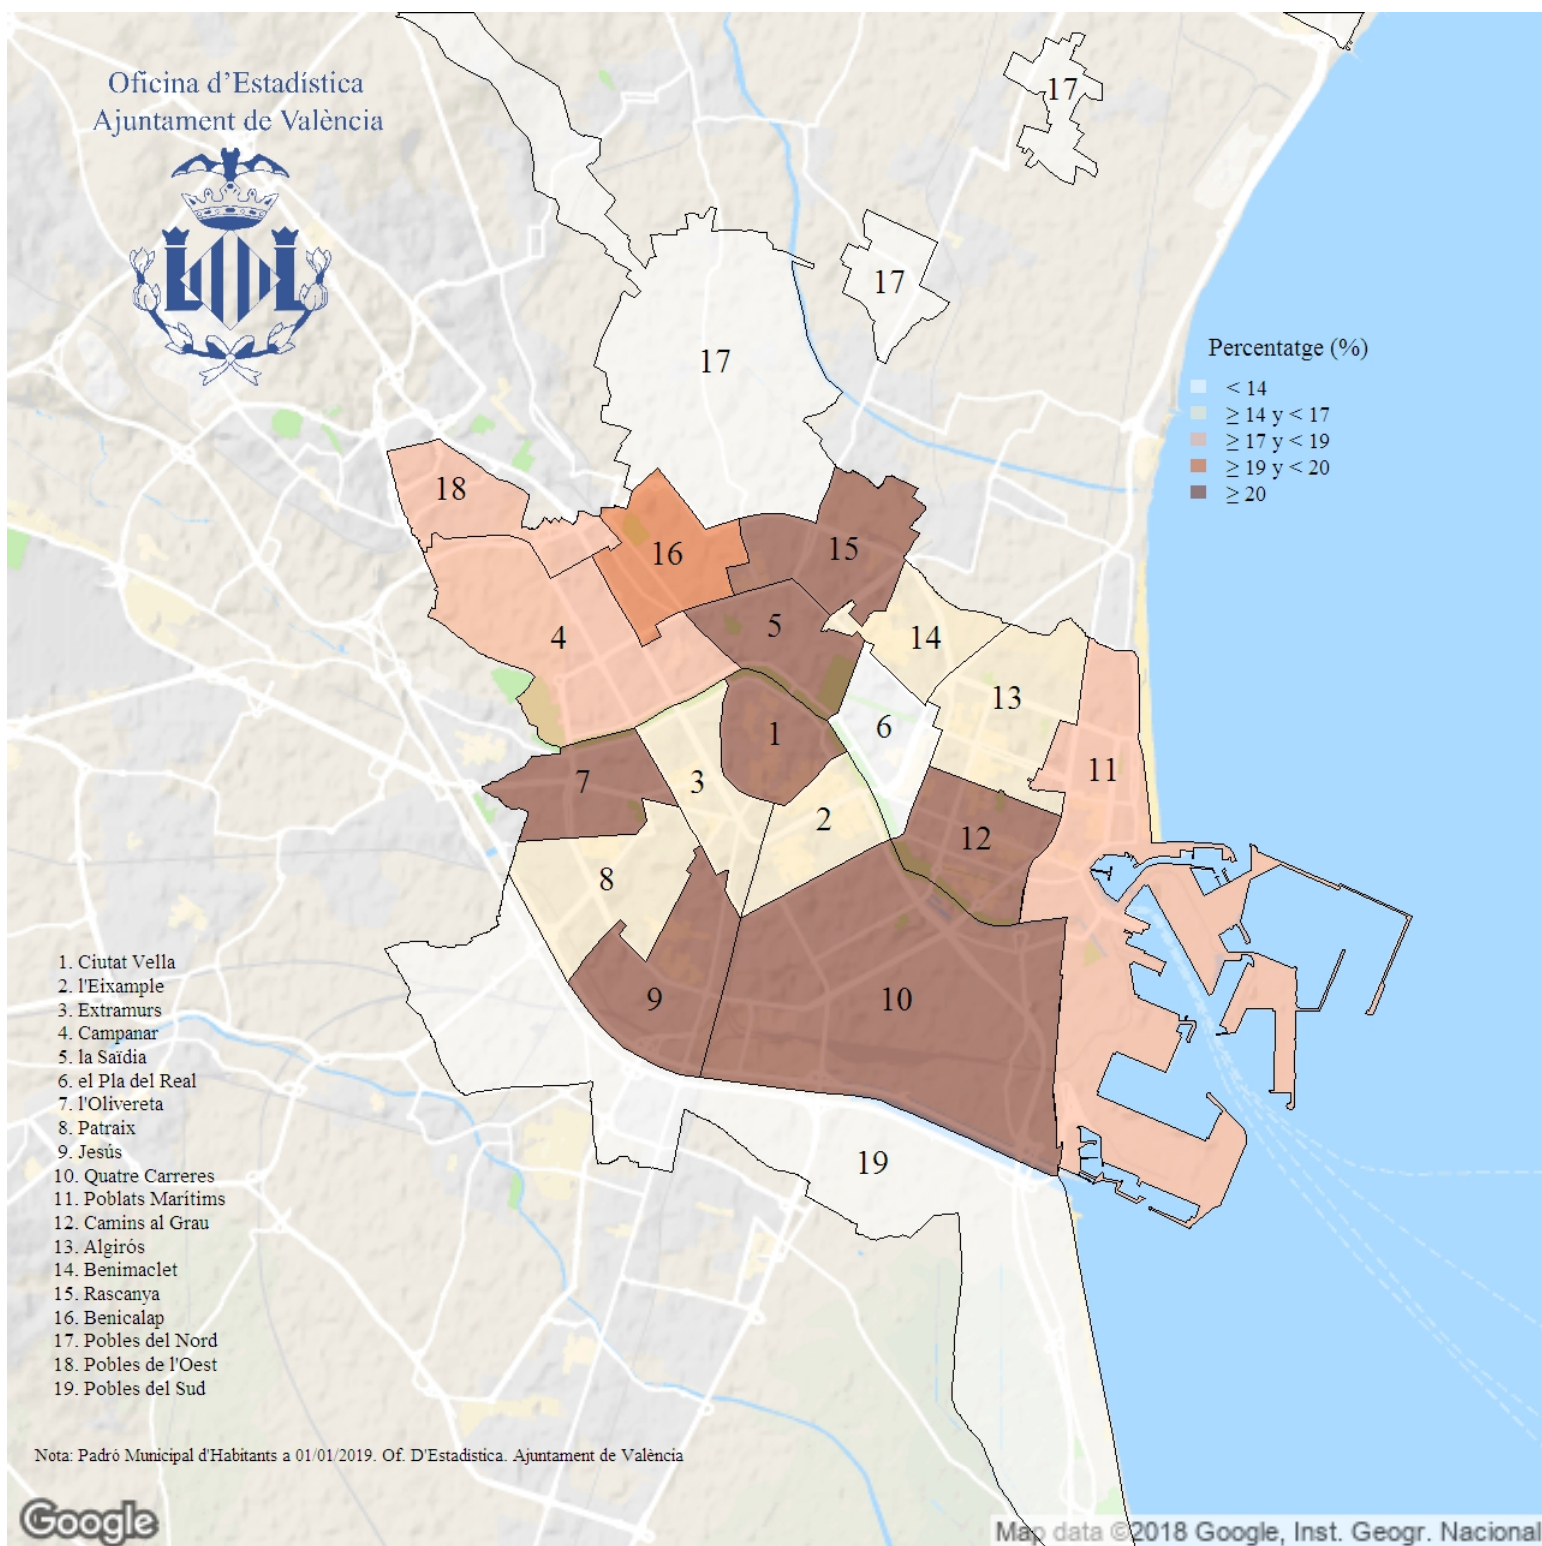 Oficina d'Estadística
Ajuntament de València
17
17
17
Percentatge (%)
< 14
≥ 14 y < 17
≥ 17 y < 19
≥ 19 y < 20
≥ 20
18
16
15
4
5
14
13
6
1
11
7
3
2
12
8
9
10
19
1. Ciutat Vella
2. l'Eixample
3. Extramurs
4. Campanar
5. la Saïdia
6. el Pla del Real
7. l'Olivereta
8. Patraix
9. Jesús
10. Quatre Carreres
11. Poblats Marítims
12. Camins al Grau
13. Algirós
14. Benimaclet
15. Rascanya
16. Benicalap
17. Pobles del Nord
18. Pobles de l'Oest
19. Pobles del Sud
Nota: Padró Municipal d'Habitants a 01/01/2019. Of. D'Estadística. Ajuntament de València
Google
Map data ©2018 Google, Inst. Geogr. Nacional